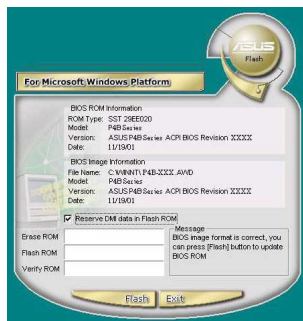 ASUS
Flash
For Microsoft Windows Platform
BIOS ROM Information
ROM Type: SST 29EE020
Model: P4B Series
Version: ASUS P4B Series ACPI BIOS Revision XXXX
Date: 11/19/01
BIOS Image Information
File Name: C:\WINNT\P4B-XXX.AWD
Model: P4B Series
Version: ASUS P4B Series ACPI BIOS Revision XXXX
Date: 11/19/01
Reserve DMI data in Flash ROM
Erase ROM
Flash ROM
Verify ROM
Message
BIOS image format is correct, you
can press [Flash] button to update
BIOS ROM
Flash Exit